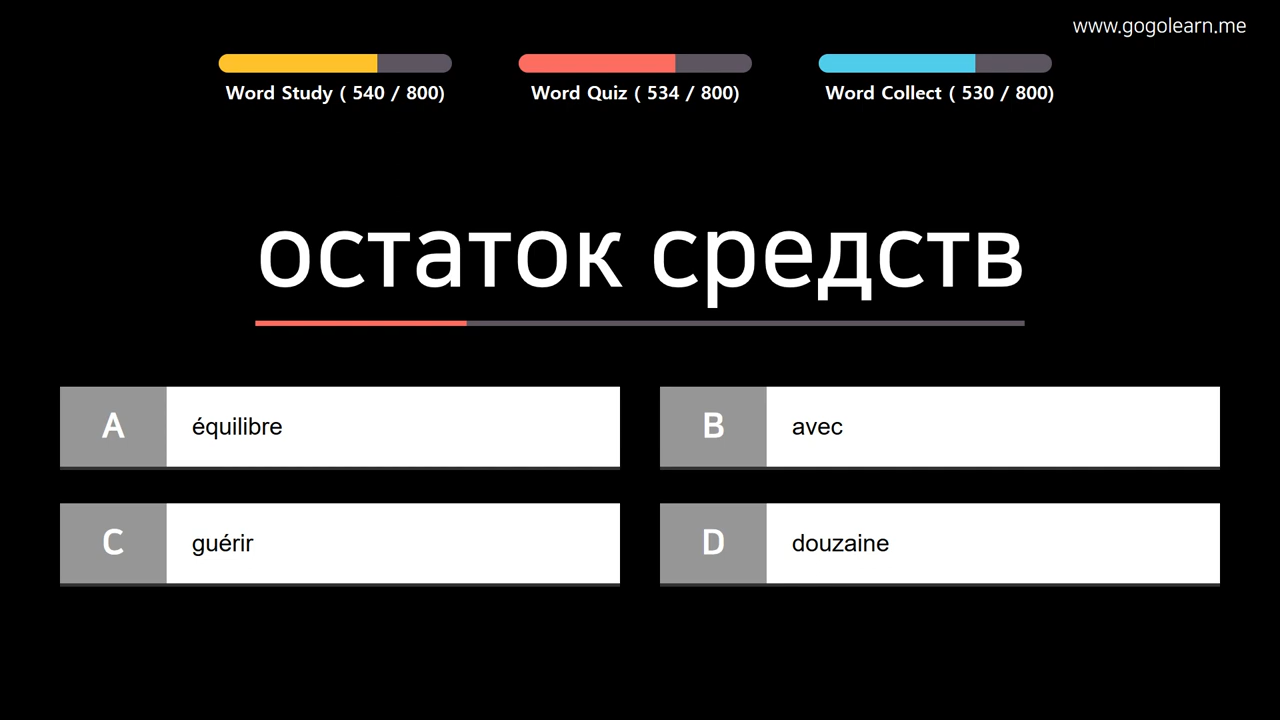 www.gogolearn.me
Word Study ( 540 / 800)
Word Quiz ( 534 / 800)
Word Collect ( 530 / 800)
остаток средств
A équilibre
B avec
C guérir
D douzaine